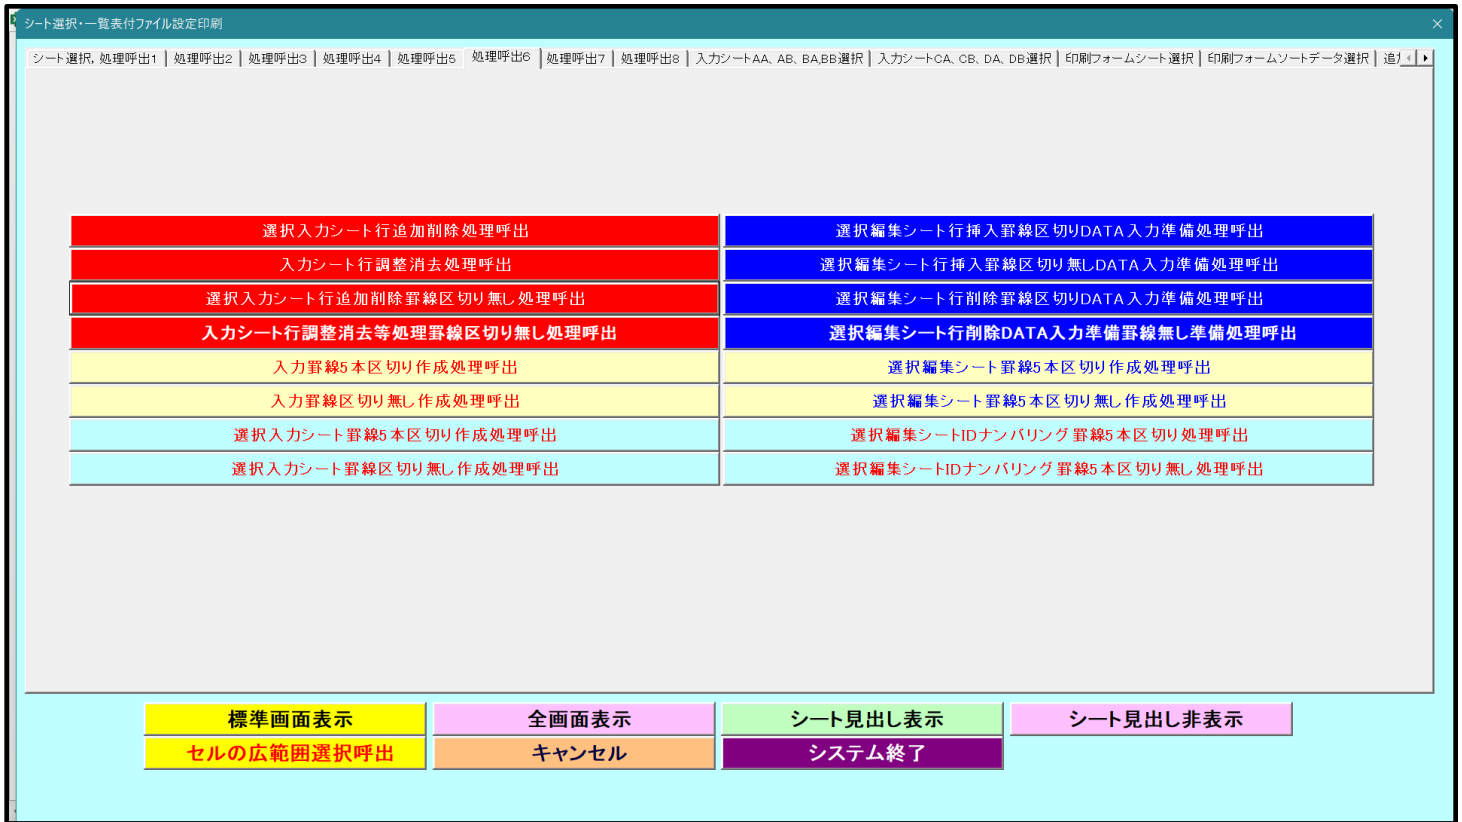 シート選択・一覧表付ファイル設定印刷
シート選択, 処理呼出1 処理呼出2 処理呼出3 処理呼出4 処理呼出5 処理呼出6 処理呼出7 処理呼出8 入力シートAA、AB、BA,BB選択 入力シートCA、CB、DA、DB選択 印刷フォームシート選択 印刷フォームソートデータ選択
選択入力シート行追加削除処理呼出
選択編集シート行挿入罫線区切りDATA入力準備処理呼出
入力シート行調整消去処理呼出
選択編集シート行挿入罫線区切り無しDATA入力準備処理呼出
選択入力シート行追加削除罫線区切り無し処理呼出
選択編集シート行削除罫線区切りDATA入力準備処理呼出
入力シート行調整消去等処理罫線区切り無し処理呼出
選択編集シート行削除DATA入力準備罫線無し準備処理呼出
入力罫線5本区切り作成処理呼出
選択編集シート罫線5本区切り作成処理呼出
入力罫線区切り無し作成処理呼出
選択編集シート罫線5本区切り無し作成処理呼出
選択入力シート罫線5本区切り作成処理呼出
選択編集シートIDナンバリング罫線5本区切り処理呼出
選択入力シート罫線区切り無し作成処理呼出
選択編集シートIDナンバリング罫線5本区切り無し処理呼出
標準画面表示 全画面表示 シート見出し表示 シート見出し非表示
セルの広範囲選択呼出 キャンセル システム終了